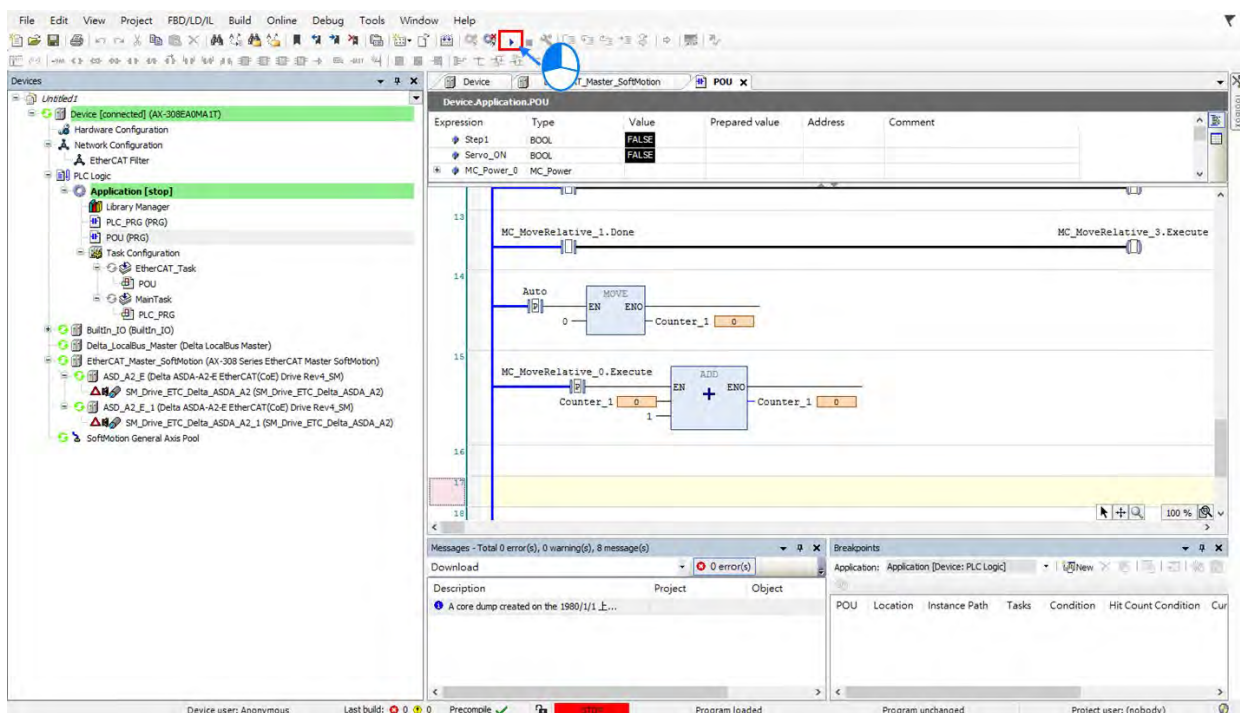 File Edit View Project FBD/LD/IL Build Online Debug Tools Window Help
Devices
Untitled1
Device [connected] (AX-308EA0MA1T)
Hardware Configuration
Network Configuration
EtherCAT Filter
PLC Logic
Application [stop]
Library Manager
PLC_PRG (PRG)
POU (PRG)
Task Configuration
EtherCAT_Task
POU
MainTask
PLC_PRG
BuiltIn_IO (BuiltIn_IO)
Delta_LocalBus_Master (Delta LocalBus Master)
EtherCAT_Master_SoftMotion (AX-308 Series EtherCAT Master SoftMotion)
ASD_A2_E (Delta ASDA-A2-E EtherCAT(CoE) Drive Rev4_SM)
SM_Drive_ETC_Delta_ASDA_A2 (SM_Drive_ETC_Delta_ASDA_A2)
ASD_A2_E_1 (Delta ASDA-A2-E EtherCAT(CoE) Drive Rev4_SM)
SM_Drive_ETC_Delta_ASDA_A2_1 (SM_Drive_ETC_Delta_ASDA_A2)
SoftMotion General Axis Pool
Device T_Master_SoftMotion POU
Device.Application.POU
Expression Type Value Prepared value Address Comment
Step1 BOOL FALSE
Servo_ON BOOL FALSE
MC_Power_0 MC_Power
13
MC_MoveRelative_1.Done MC_MoveRelative_3.Execute
14
Auto MOVE
P EN ENO
0 Counter_1 0
15
MC_MoveRelative_0.Execute ADD
P EN ENO
Counter_1 0 + Counter_1 0
1
16
17
18
100 %
Messages - Total 0 error(s), 0 warning(s), 8 message(s)
Download 0 error(s)
Description Project Object
A core dump created on the 1980/1/1 上...
Breakpoints
Application: Application [Device: PLC Logic] New
POU Location Instance Path Tasks Condition Hit Count Condition Cur
Device user: Anonymous Last build: 0 0 Precompile STOP Program loaded Program unchanged Project user: (nobody)